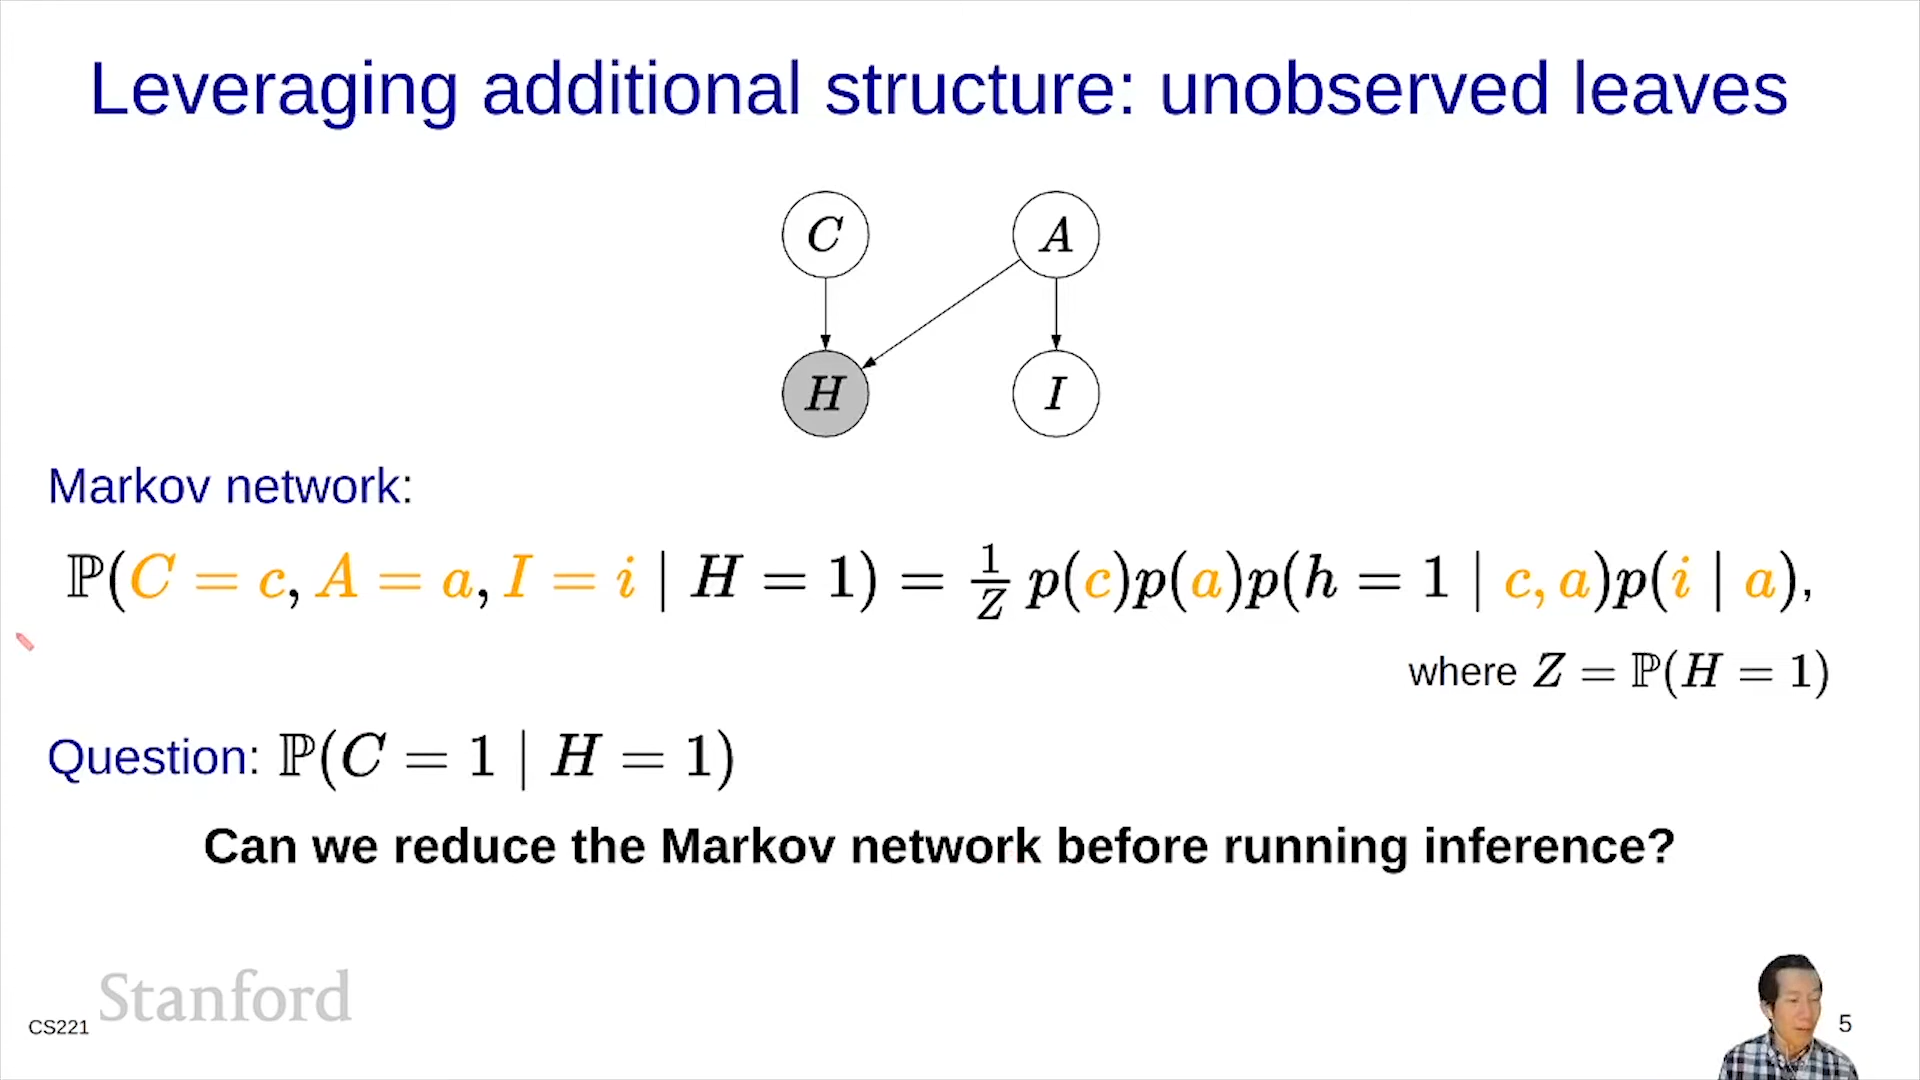 Leveraging additional structure: unobserved leaves
C A
H I
Markov network:
ℙ(C = c, A = a, I = i | H = 1) = 1/Z p(c)p(a)p(h = 1 | c, a)p(i | a),
where Z = ℙ(H = 1)
Question: ℙ(C = 1 | H = 1)
Can we reduce the Markov network before running inference?
Stanford
CS221
5